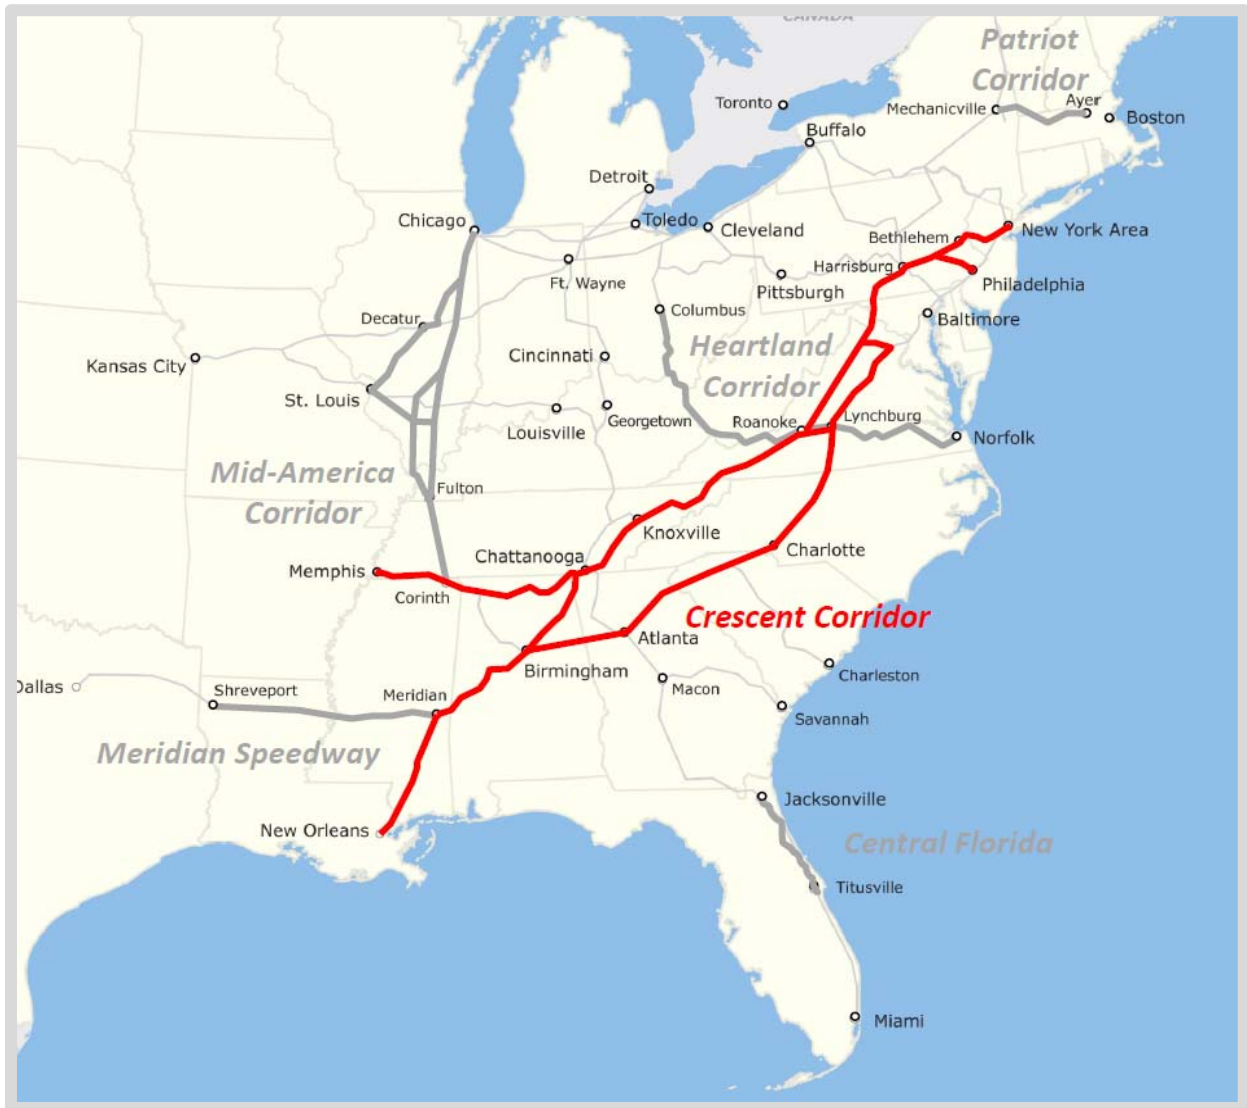 CANADA
Patriot
Corridor
Toronto
Mechanicville
Ayer
Boston
Buffalo
Detroit
Chicago
Toledo
Cleveland
Bethlehem
New York Area
Harrisburg
Ft. Wayne
Pittsburgh
Philadelphia
Columbus
Decatur
Baltimore
Heartland
Corridor
Kansas City
Cincinnati
St. Louis
Louisville
Georgetown
Roanoke
Lynchburg
Norfolk
Mid-America
Corridor
Fulton
Knoxville
Chattanooga
Charlotte
Memphis
Corinth
Crescent Corridor
Atlanta
Birmingham
Charleston
Dallas
Shreveport
Meridian
Macon
Savannah
Meridian Speedway
Jacksonville
New Orleans
Central Florida
Titusville
Miami